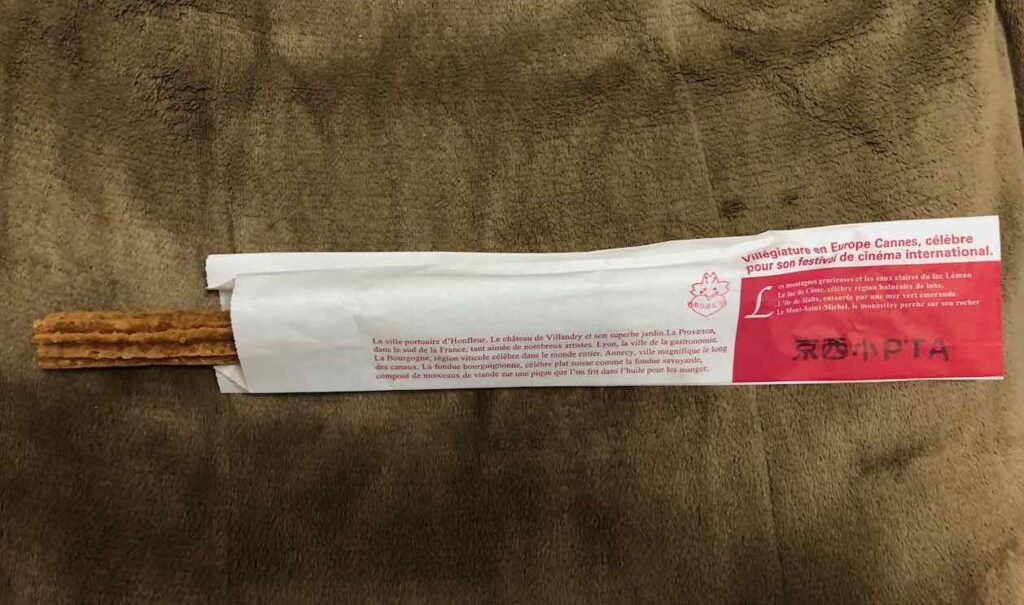 Villégiature en Europe Cannes, célèbre
pour son festival de cinéma international.
Les montagnes gracieuses et les eaux claires du lac Léman
Le lac de Côme, célèbre région balnéaire de luxe.
L'île de Malte, entourée par une mer vert émeraude.
Le Mont-Saint-Michel, le monastère perché sur son rocher
京西小PTA
La ville portuaire d'Honfleur. Le château de Villandry et son superbe jardin.La Provence,
dans le sud de la France, tant aimée de nombreux artistes. Lyon, la ville de la gastronomie.
La Bourgogne, région viticole célèbre dans le monde entier. Annecy, ville magnifique le long
des canaux. La fondue bourguignonne, célèbre plat suisse comme la fondue savoyarde,
composé de morceaux de viande sur une pique que l'on frit dans l'huile pour les manger.